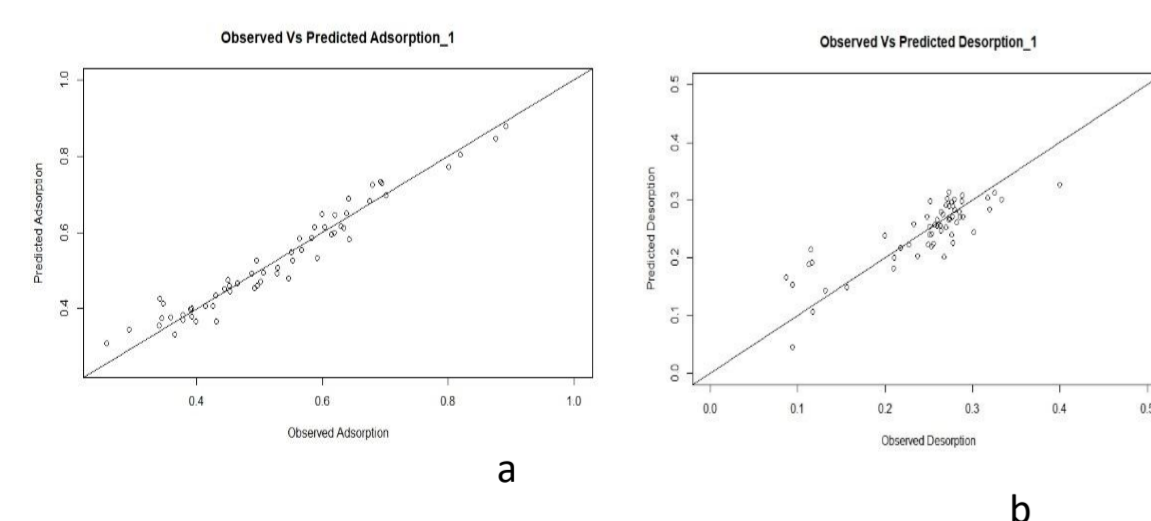 Observed Vs Predicted Adsorption_1
1.0
0.8
0.6
0.4
Predicted Adsorption
0.4 0.6 0.8 1.0
Observed Adsorption
a
Observed Vs Predicted Desorption_1
0.5
0.4
0.3
0.2
0.1
0.0
Predicted Desorption
0.0 0.1 0.2 0.3 0.4 0.5
Observed Desorption
b